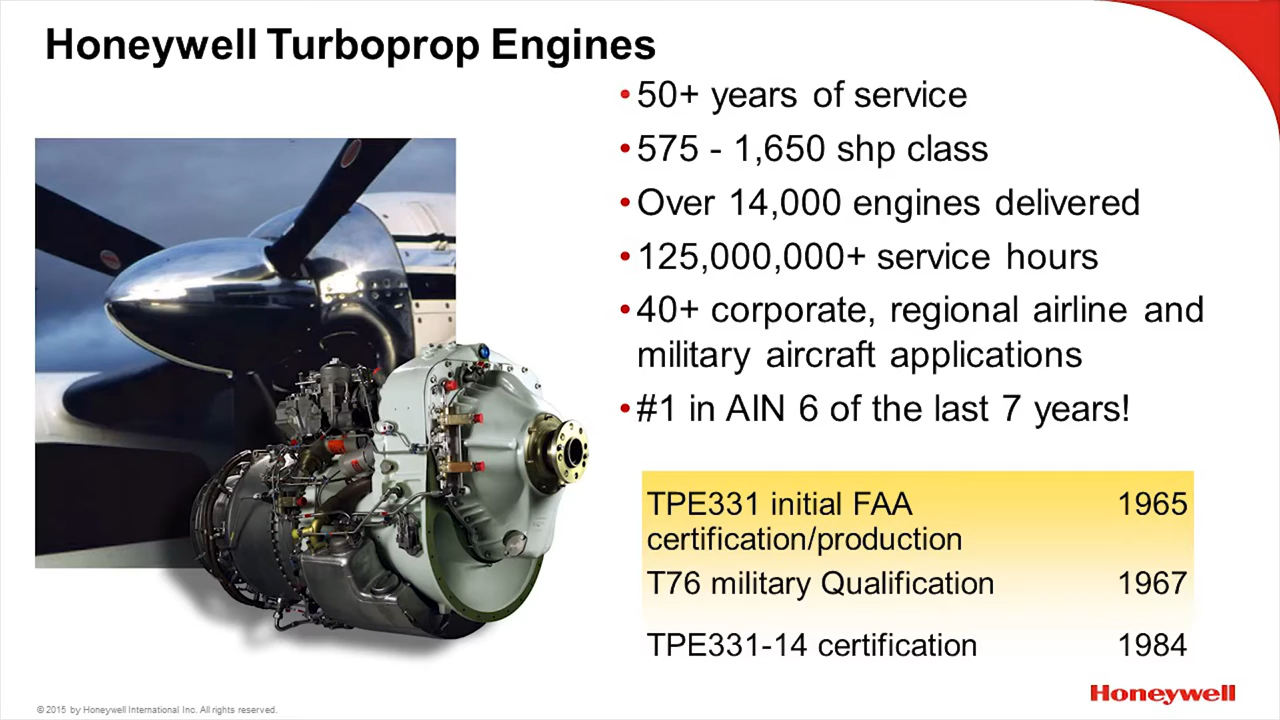 Honeywell Turboprop Engines
•50+ years of service
•575 - 1,650 shp class
•Over 14,000 engines delivered
•125,000,000+ service hours
•40+ corporate, regional airline and
military aircraft applications
•#1 in AIN 6 of the last 7 years!
TPE331 initial FAA 1965
certification/production
T76 military Qualification 1967
TPE331-14 certification 1984
Honeywell
© 2015 by Honeywell International Inc. All rights reserved.